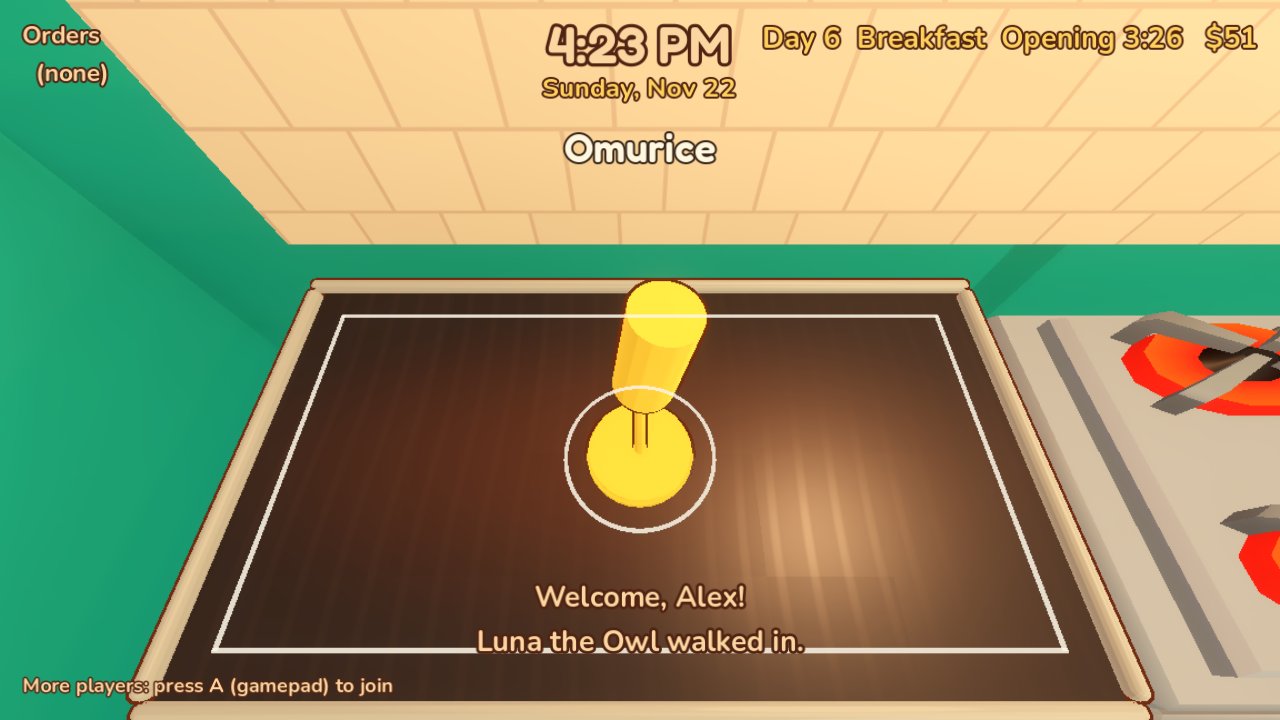 Orders
(none)
4:23 PM
Sunday, Nov 22
Day 6 Breakfast Opening 3:26 $51
Omurice
Welcome, Alex!
Luna the Owl walked in.
More players: press A (gamepad) to join